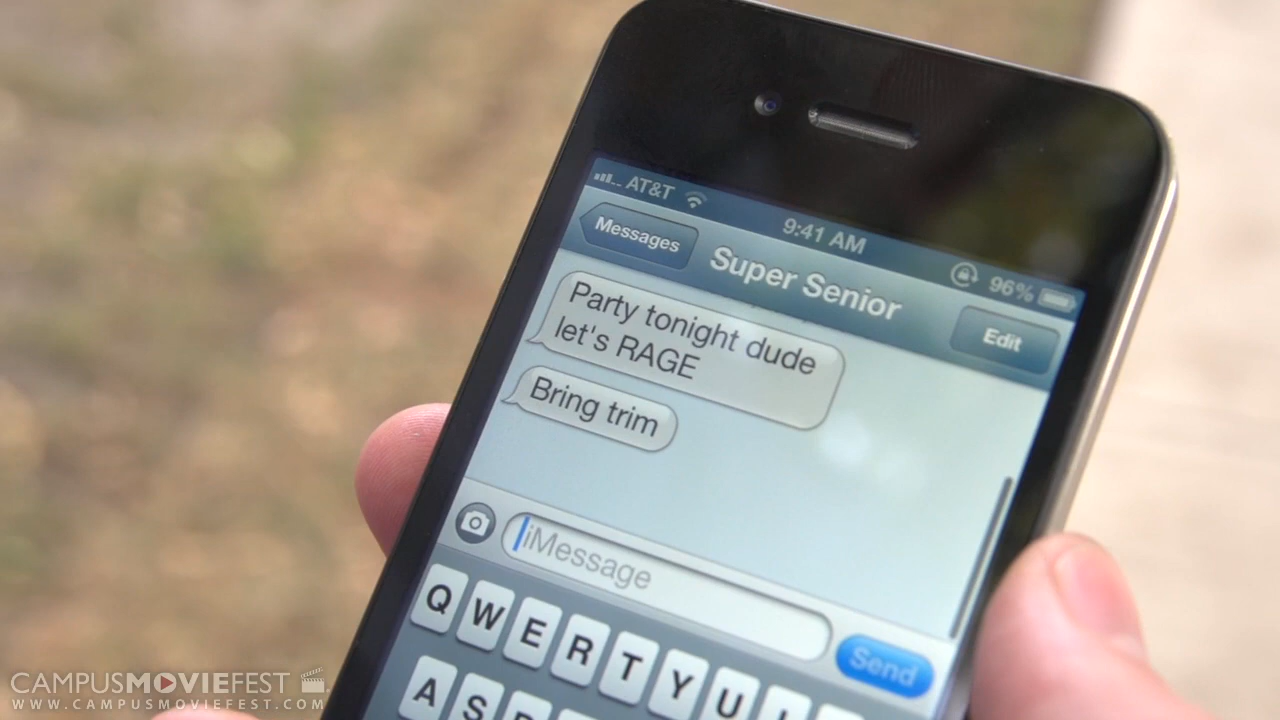 AT&T 9:41 AM 96%
Messages Super Senior Edit
Party tonight dude
let's RAGE
Bring trim
iMessage Send
Q W E R T Y U
A S
CAMPUSMOVIEFEST
WWW.CAMPUSMOVIEFEST.COM